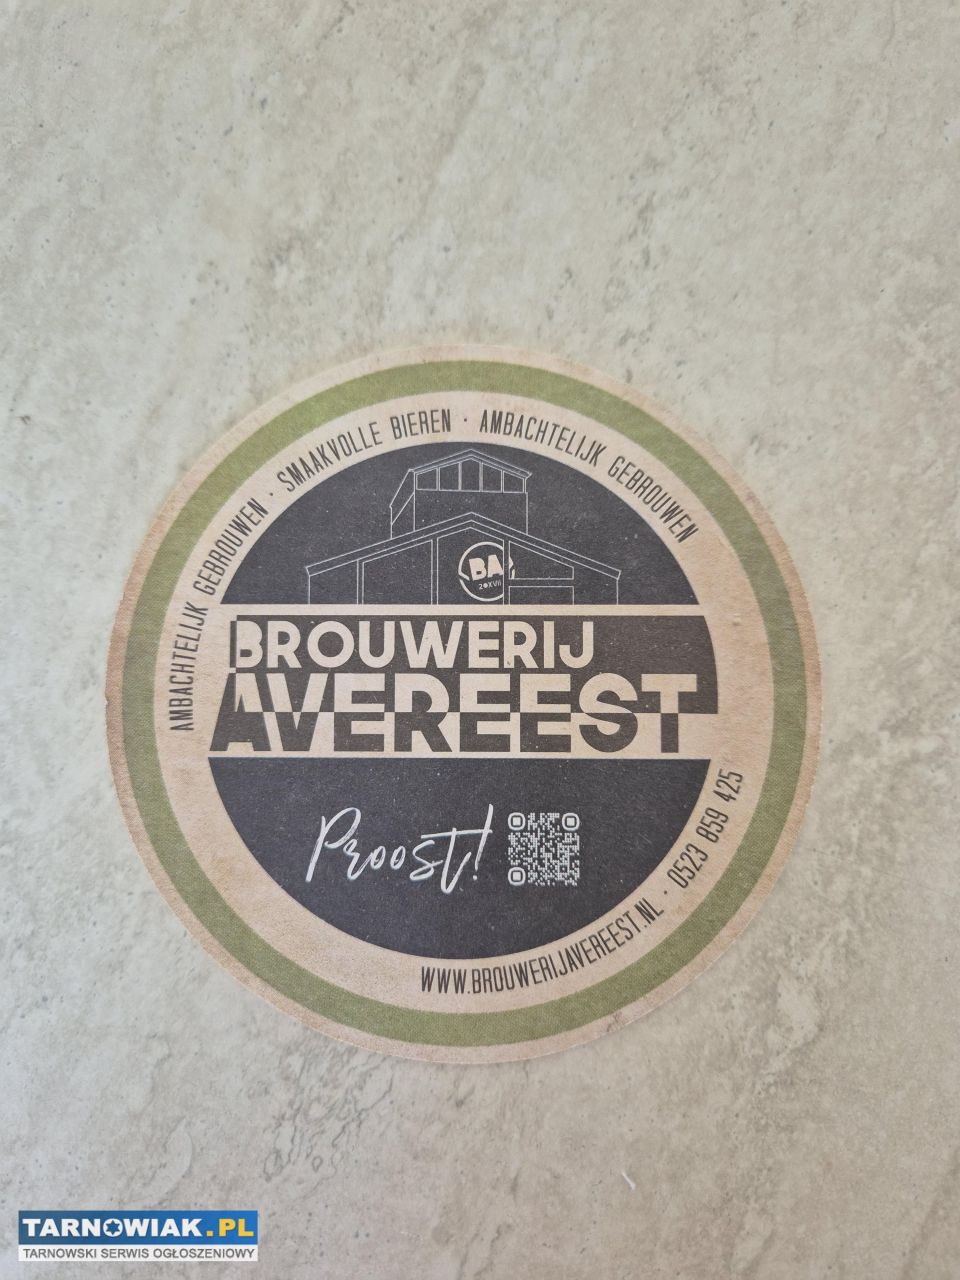 AMBACHTELIJK GEBROUWEN · SMAAKVOLLE BIEREN · AMBACHTELIJK GEBROUWEN
BA
BROUWERIJ
AVEREEST
Proost!
WWW.BROUWERIJAVEREEST.NL · 0523 859 425
TARNOWIAK.PL
TARNOWSKI SERWIS OGŁOSZENIOWY